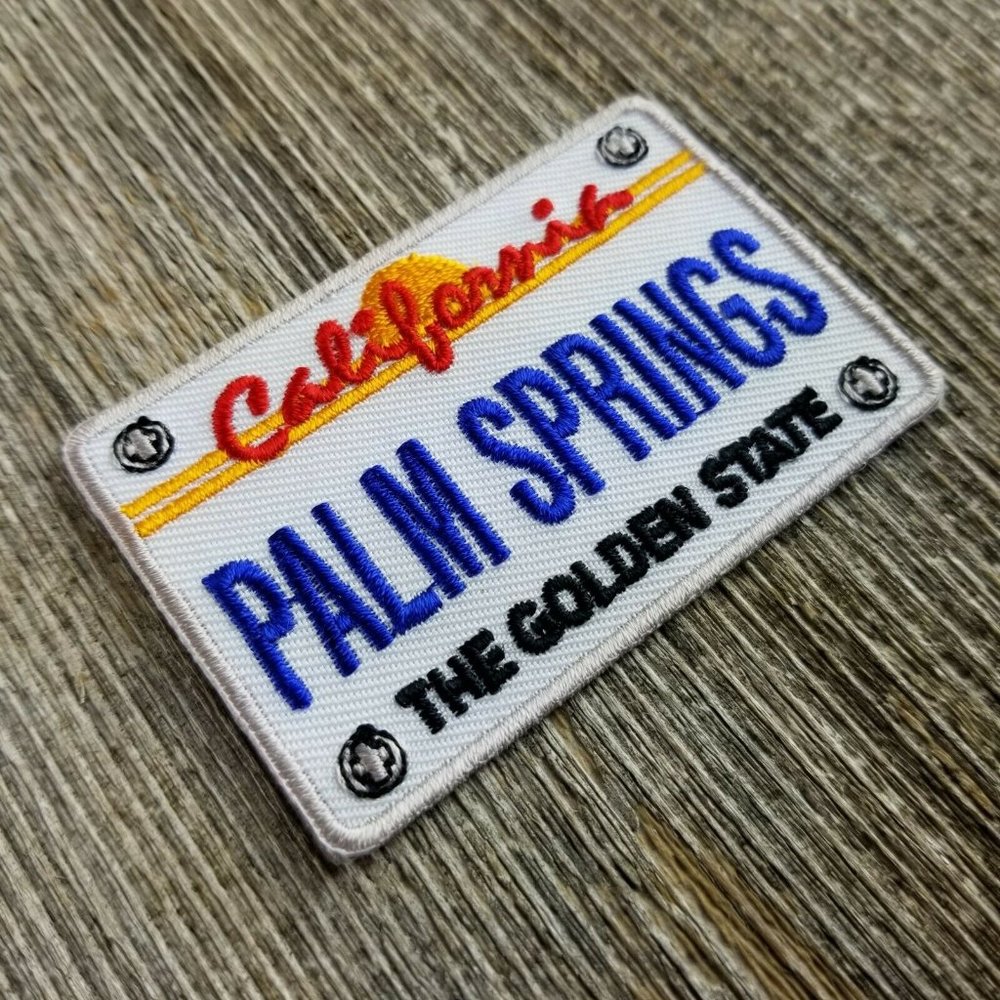 California
PALM SPRINGS
THE GOLDEN STATE